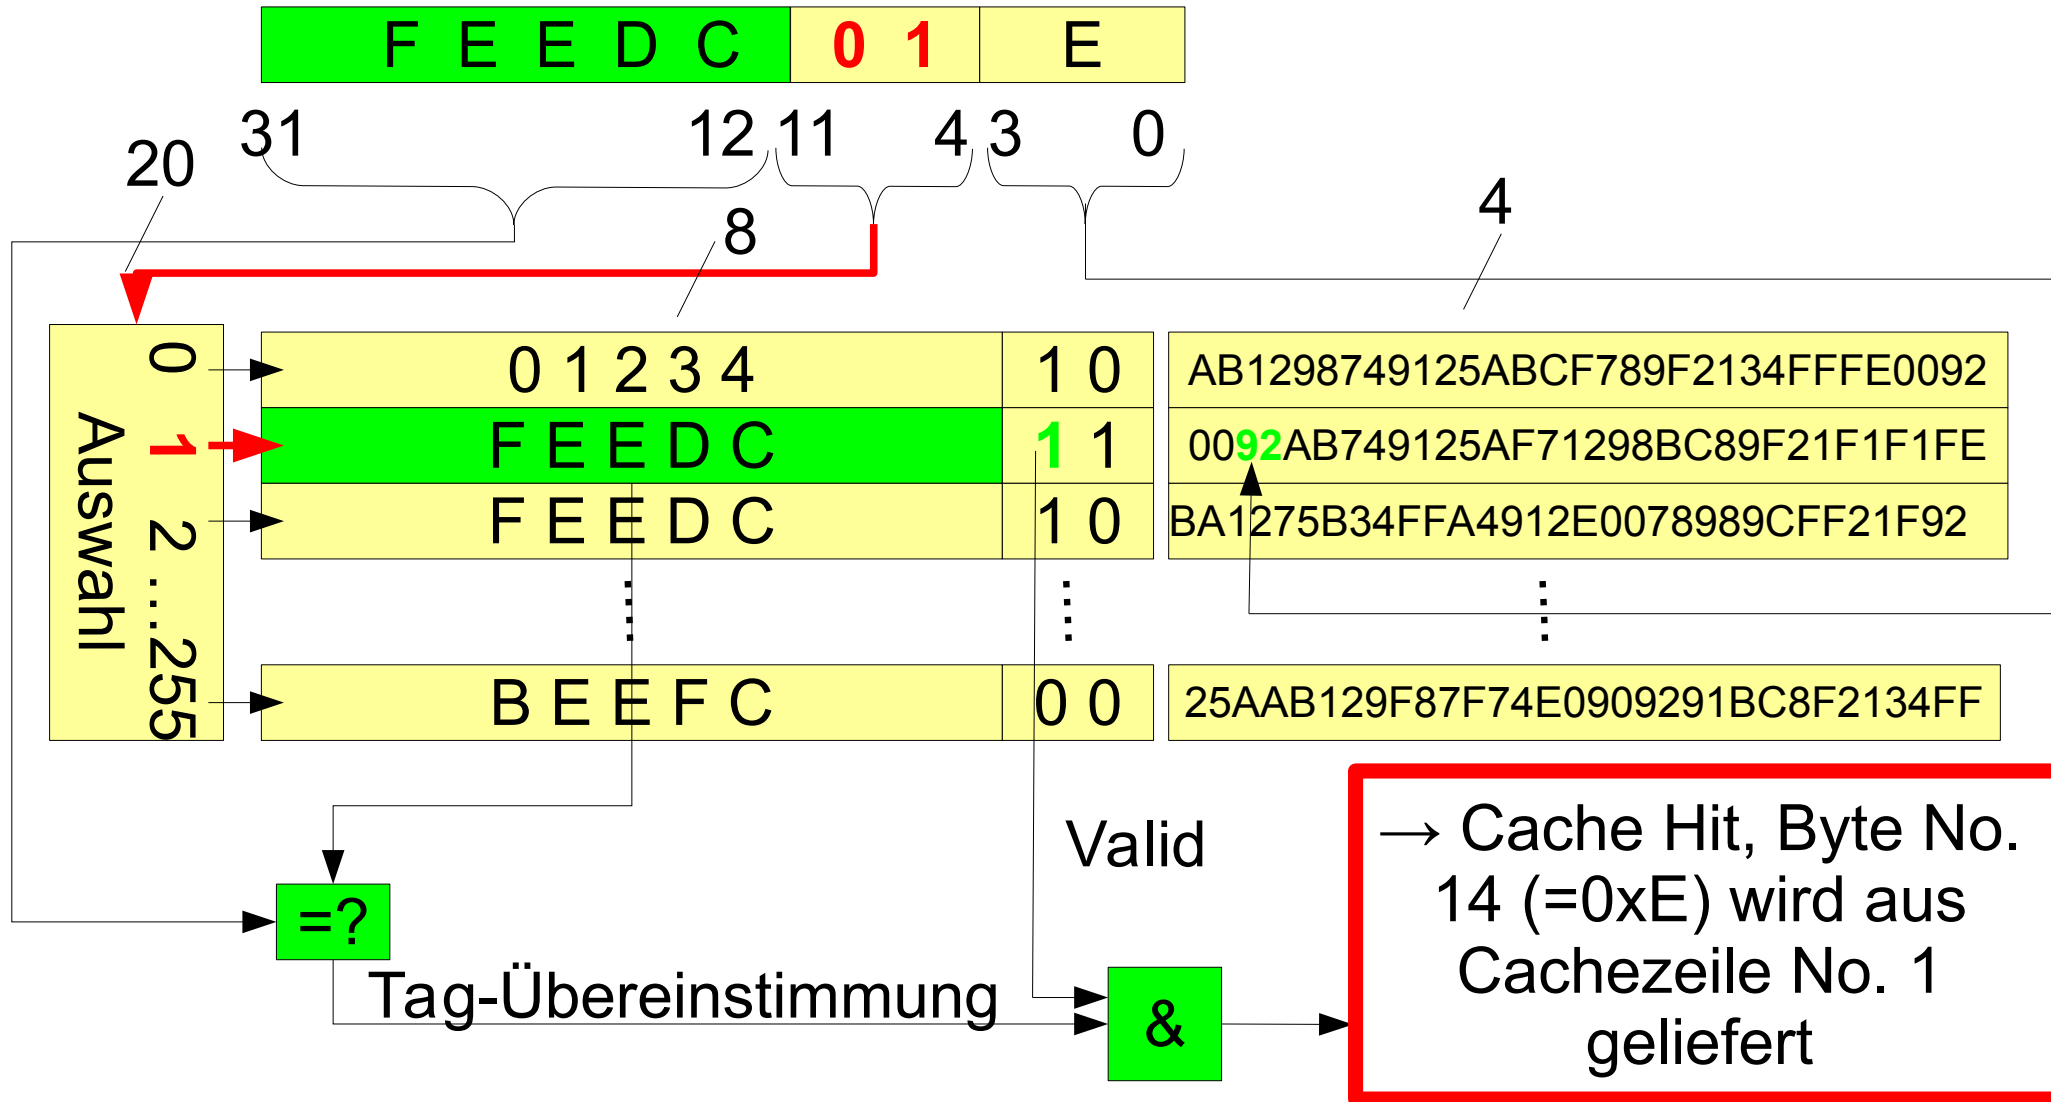 F E E D C 0 1 E
31 12 11 4 3 0
20
8
4
Auswahl
0 1 2 ...255
0 1 2 3 4 1 0 AB1298749125ABCF789F2134FFFE0092
F E E D C 1 1 0092AB749125AF71298BC89F21F1F1FE
F E E D C 1 0 BA1275B34FFA4912E0078989CFF21F92
B E E F C 0 0 25AAB129F87F74E0909291BC8F2134FF
Valid
=?
Tag-Übereinstimmung
&
→ Cache Hit, Byte No.
14 (=0xE) wird aus
Cachezeile No. 1
geliefert